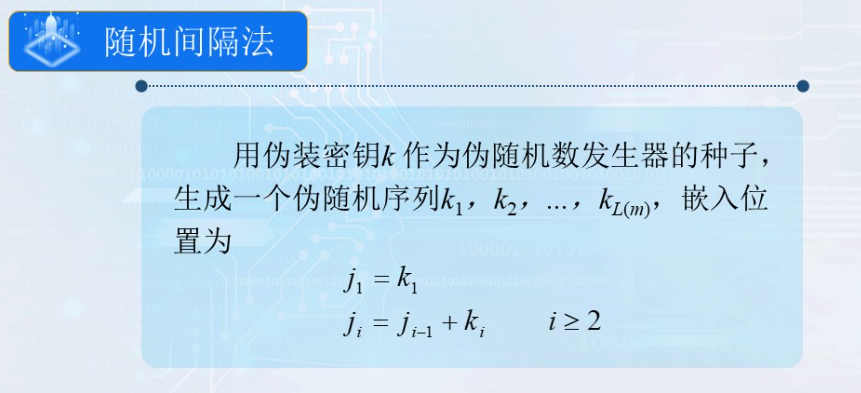 随机间隔法
用伪装密钥k 作为伪随机数发生器的种子，
生成一个伪随机序列k₁，k₂，...，k_{L(m)}，嵌入位
置为
j₁ = k₁
jᵢ = jᵢ₋₁ + kᵢ  i ≥ 2